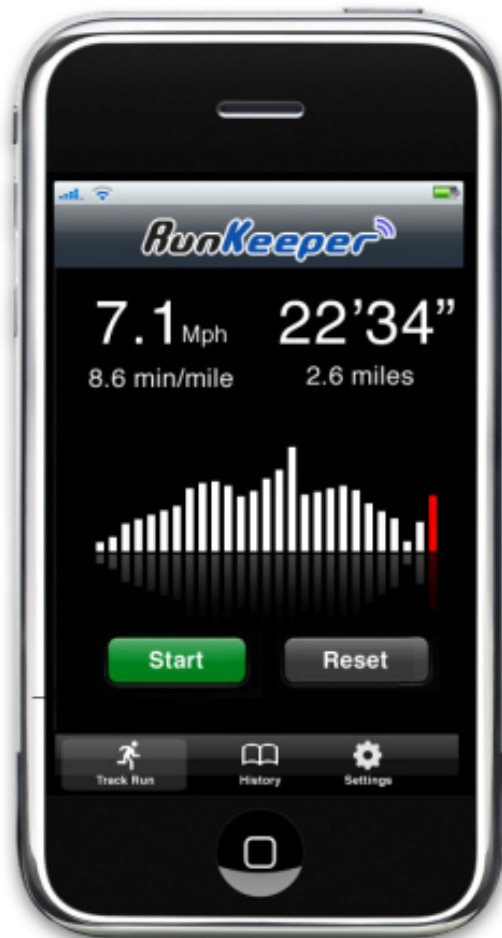 RunKeeper
7.1 Mph 22'34"
8.6 min/mile 2.6 miles
Start Reset
Track Run History Settings